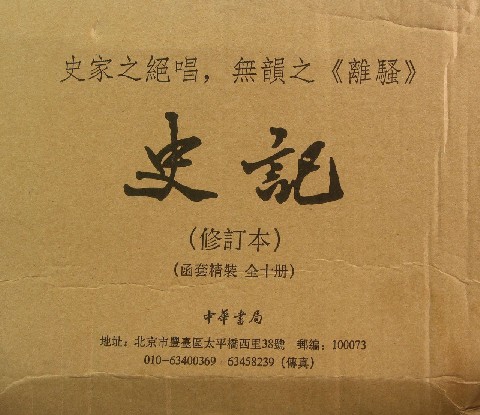 史家之絕唱，無韻之《離騷》
史記
（修訂本）
（函套精裝 全十册）
中華書局
地址：北京市豐臺區太平橋西里38號 郵編：100073
010-63400369 63458239（傳真）